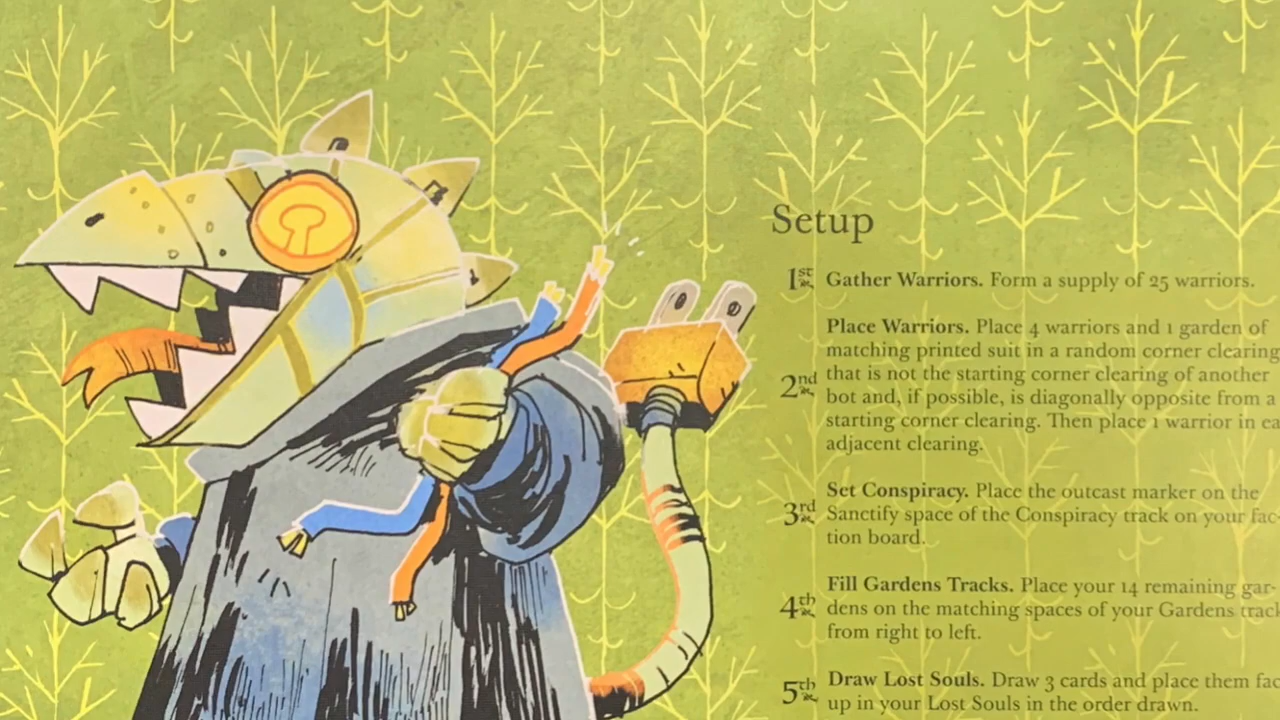 Setup
1st Gather Warriors. Form a supply of 25 warriors.
Place Warriors. Place 4 warriors and 1 garden of
matching printed suit in a random corner clearing
2nd that is not the starting corner clearing of another
bot and, if possible, is diagonally opposite from a
starting corner clearing. Then place 1 warrior in ea
adjacent clearing.
Set Conspiracy. Place the outcast marker on the
3rd Sanctify space of the Conspiracy track on your fac-
tion board.
Fill Gardens Tracks. Place your 14 remaining gar-
4th dens on the matching spaces of your Gardens track
from right to left.
5th Draw Lost Souls. Draw 3 cards and place them fac
up in your Lost Souls in the order drawn.